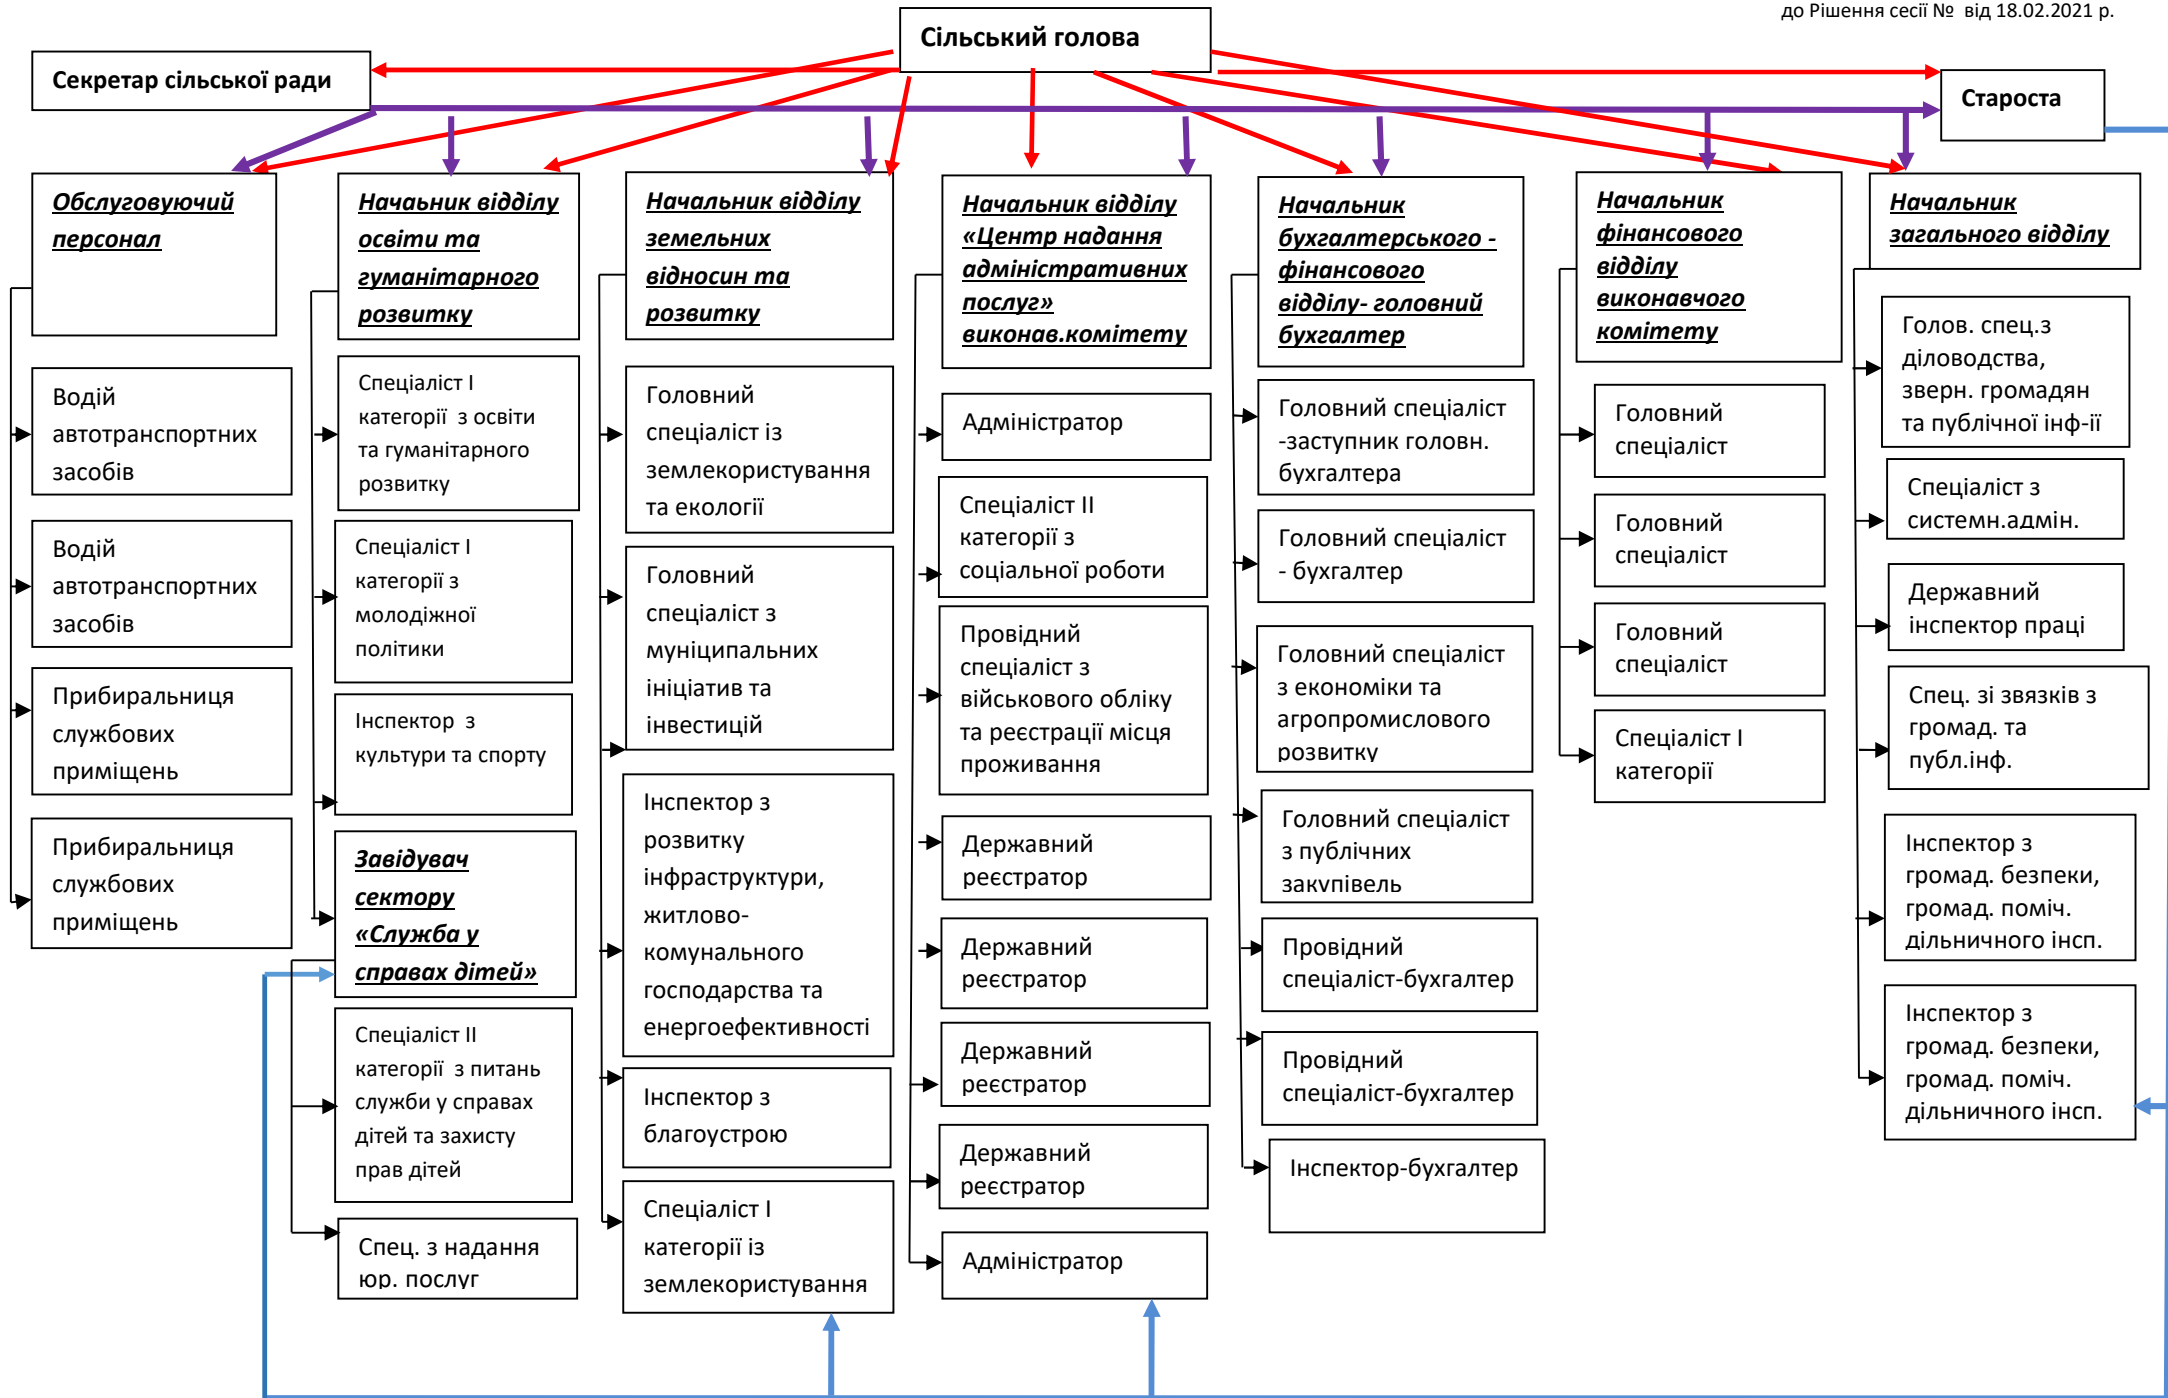 до Рішення сесії № від 18.02.2021 р.
Сільський голова
Секретар сільської ради
Староста
Обслуговуючий
персонал
Водій
автотранспортних
засобів
Водій
автотранспортних
засобів
Прибиральниця
службових
приміщень
Прибиральниця
службових
приміщень
Начаьник відділу
освіти та
гуманітарного
розвитку
Спеціаліст І
категорії з освіти
та гуманітарного
розвитку
Спеціаліст І
категорії з
молодіжної
політики
Інспектор з
культури та спорту
Завідувач
сектору
«Служба у
справах дітей»
Спеціаліст ІІ
категорії з питань
служби у справах
дітей та захисту
прав дітей
Спец. з надання
юр. послуг
Начальник відділу
земельних
відносин та
розвитку
Головний
спеціаліст із
землекористування
та екології
Головний
спеціаліст з
муніципальних
ініціатив та
інвестицій
Інспектор з
розвитку
інфраструктури,
житлово-
комунального
господарства та
енергоефективності
Інспектор з
благоустрою
Спеціаліст І
категорії із
землекористування
Начальник відділу
«Центр надання
адміністративних
послуг»
виконав.комітету
Адміністратор
Спеціаліст ІІ
категорії з
соціальної роботи
Провідний
спеціаліст з
військового обліку
та реєстрації місця
проживання
Державний
реєстратор
Державний
реєстратор
Державний
реєстратор
Державний
реєстратор
Адміністратор
Начальник
бухгалтерського -
фінансового
відділу- головний
бухгалтер
Головний спеціаліст
-заступник головн.
бухгалтера
Головний спеціаліст
- бухгалтер
Головний спеціаліст
з економіки та
агропромислового
розвитку
Головний спеціаліст
з публічних
закупівель
Провідний
спеціаліст-бухгалтер
Провідний
спеціаліст-бухгалтер
Інспектор-бухгалтер
Начальник
фінансового
відділу
виконавчого
комітету
Головний
спеціаліст
Головний
спеціаліст
Головний
спеціаліст
Спеціаліст І
категорії
Начальник
загального відділу
Голов. спец.з
діловодства,
зверн. громадян
та публічної інф-ії
Спеціаліст з
системн.адмін.
Державний
інспектор праці
Спец. зі звязків з
громад. та
публ.інф.
Інспектор з
громад. безпеки,
громад. поміч.
дільничного інсп.
Інспектор з
громад. безпеки,
громад. поміч.
дільничного інсп.